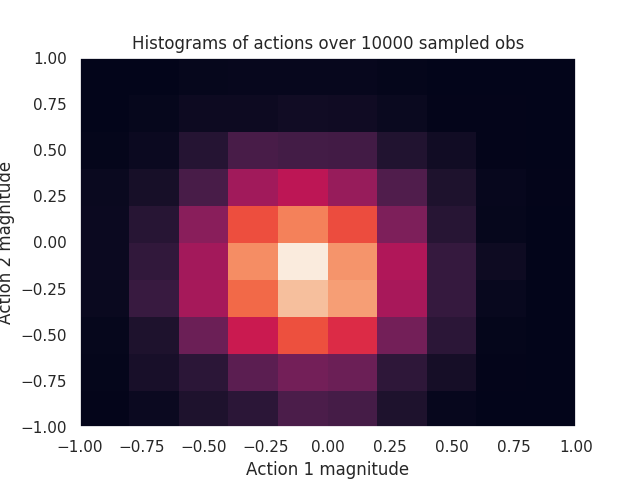 Histograms of actions over 10000 sampled obs
1.00
0.75
0.50
0.25
0.00
−0.25
−0.50
−0.75
−1.00
Action 2 magnitude
−1.00 −0.75 −0.50 −0.25 0.00 0.25 0.50 0.75 1.00
Action 1 magnitude